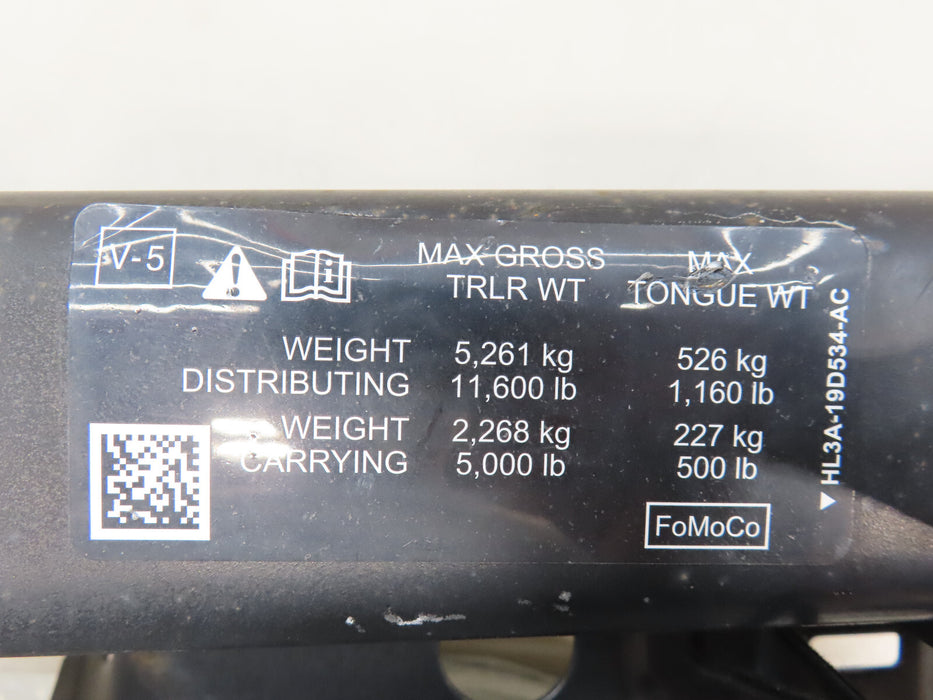 V-5
MAX GROSS
TRLR WT
MAX
TONGUE WT
WEIGHT
DISTRIBUTING
5,261 kg
11,600 lb
526 kg
1,160 lb
WEIGHT
CARRYING
2,268 kg
5,000 lb
227 kg
500 lb
FoMoCo
▼ HL3A-19D534-AC